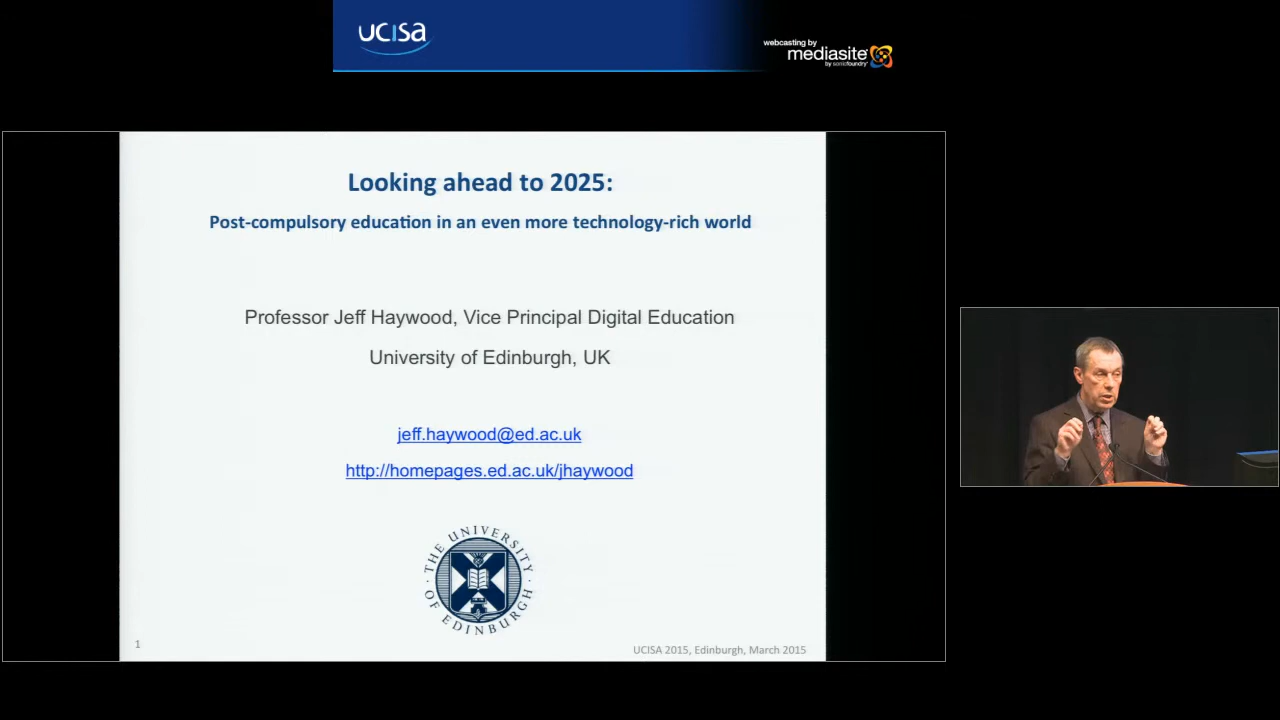 UCISA
webcasting by
mediasite
by sonicfoundry
Looking ahead to 2025:
Post-compulsory education in an even more technology-rich world
Professor Jeff Haywood, Vice Principal Digital Education
University of Edinburgh, UK
jeff.haywood@ed.ac.uk
http://homepages.ed.ac.uk/jhaywood
THE UNIVERSITY OF EDINBURGH
1
UCISA 2015, Edinburgh, March 2015